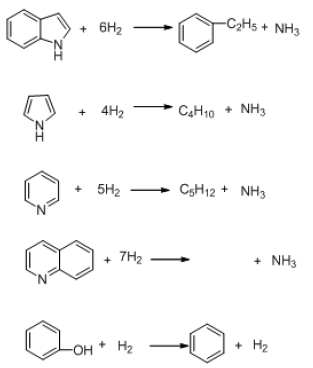 N H + 6H₂ C₂H₅ + NH₃
N H + 4H₂ C₄H₁₀ + NH₃
N + 5H₂ C₅H₁₂ + NH₃
N + 7H₂ + NH₃
OH + H₂ + H₂